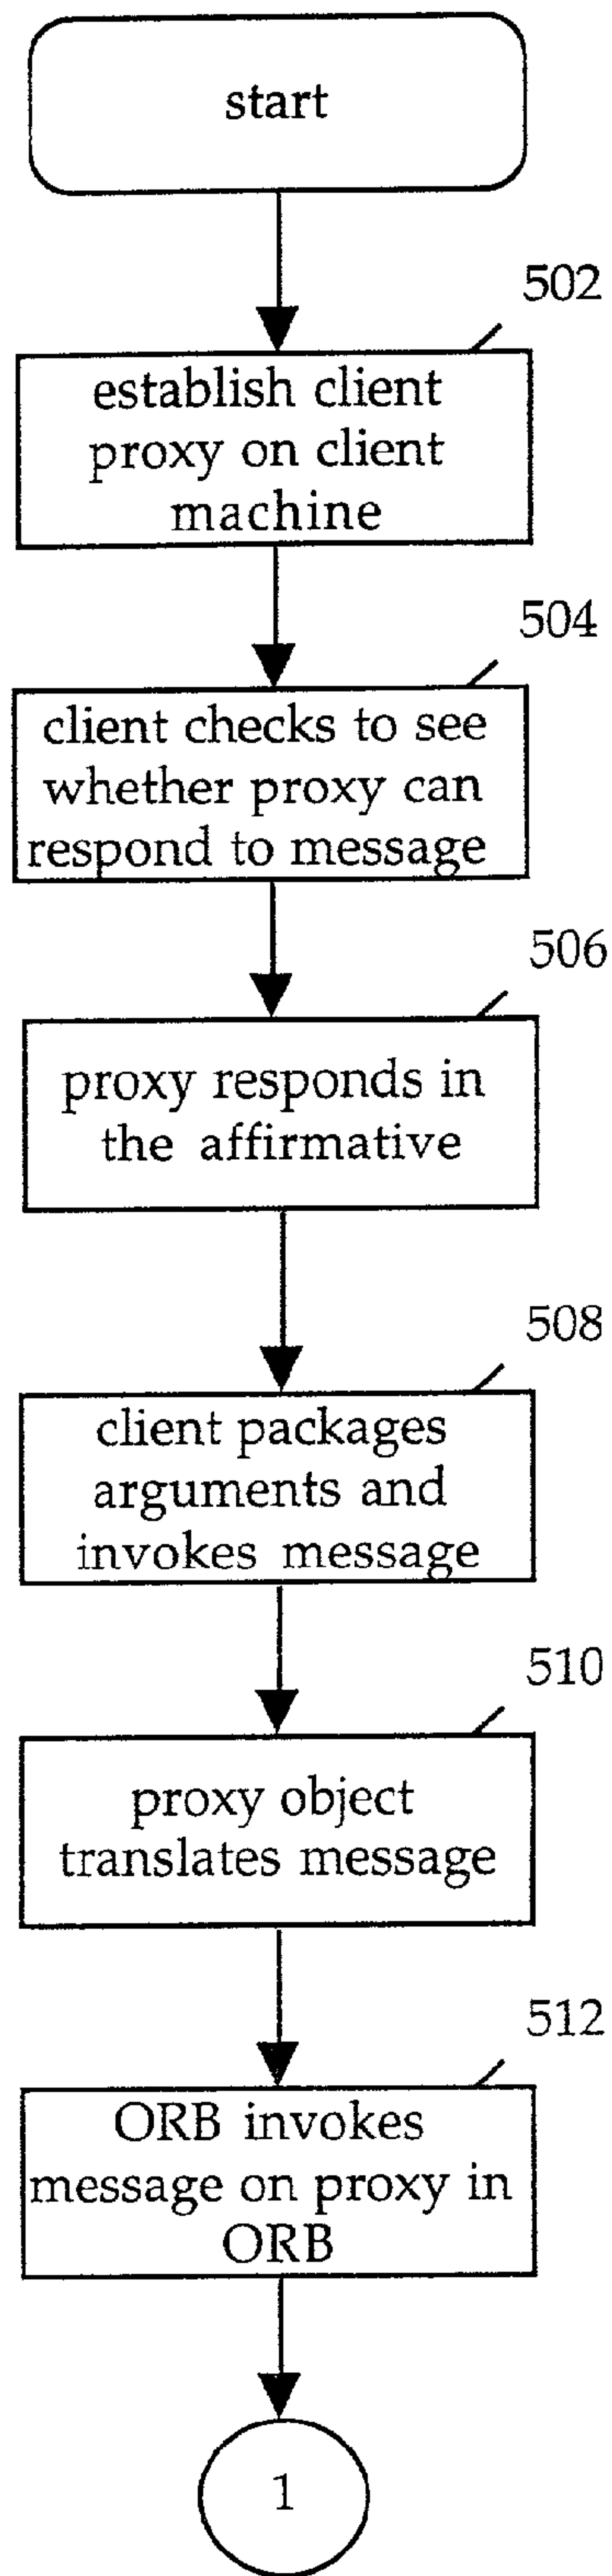 start
502
establish client
proxy on client
machine
504
client checks to see
whether proxy can
respond to message
506
proxy responds in
the affirmative
508
client packages
arguments and
invokes message
510
proxy object
translates message
512
ORB invokes
message on proxy in
ORB
1